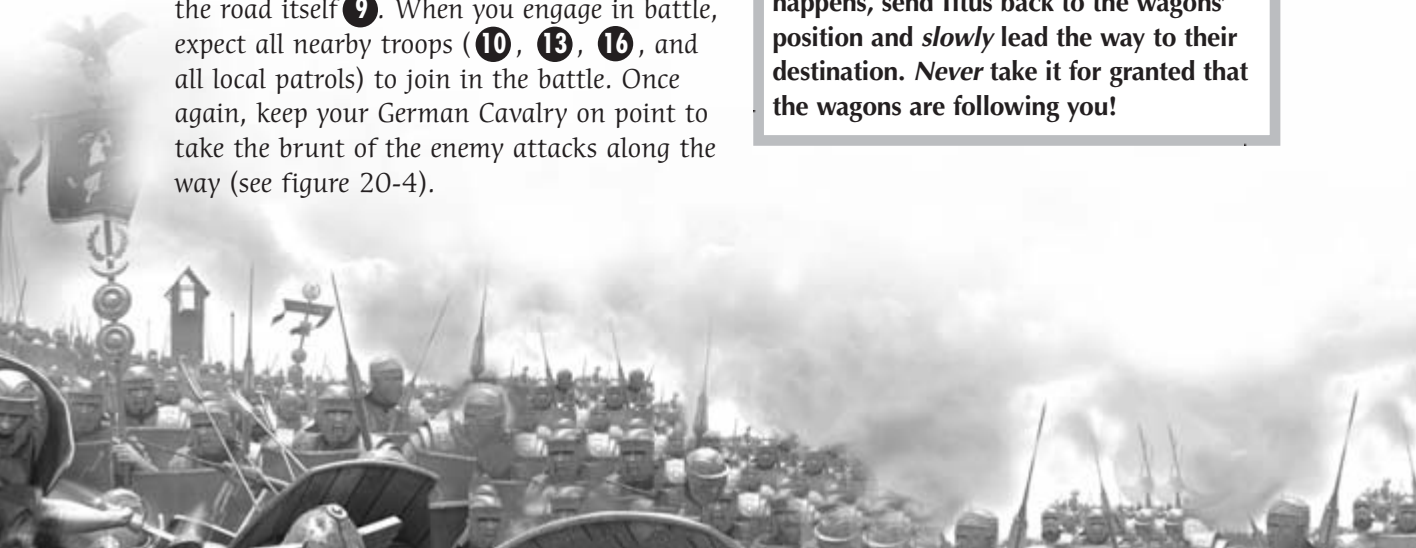 the road itself 9. When you engage in battle,
expect all nearby troops (10, 13, 16, and
all local patrols) to join in the battle. Once
again, keep your German Cavalry on point to
take the brunt of the enemy attacks along the
way (see figure 20-4).
happens, send Titus back to the wagons'
position and slowly lead the way to their
destination. Never take it for granted that
the wagons are following you!